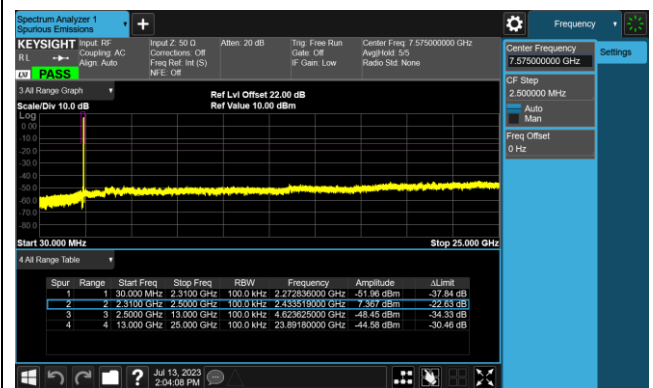 Spectrum Analyzer 1
Spurious Emissions
Frequency
KEYSIGHT Input: RF Input Z: 50 Ω Atten: 20 dB Trig: Free Run Center Freq: 7.575000000 GHz
RL Coupling: AC Corrections: Off Gate: Off Avg|Hold: 5/5
Align: Auto Freq Ref: Int (S) IF Gain: Low Radio Std: None
LXI PASS NFE: Off
Center Frequency
7.575000000 GHz
Settings
CF Step
2.500000 MHz
Auto
Man
Freq Offset
0 Hz
3 All Range Graph
Ref Lvl Offset 22.00 dB
Scale/Div 10.0 dB Ref Value 10.00 dBm
Log
0.00
-10.0
-20.0
-30.0
-40.0
-50.0
-60.0
-70.0
-80.0
Start 30.000 MHz Stop 25.000 GHz
4 All Range Table
Spur Range Start Freq Stop Freq RBW Frequency Amplitude ΔLimit
1 1 30.000 MHz 2.3100 GHz 100.0 kHz 2.272836000 GHz -51.96 dBm -37.84 dB
2 2 2.3100 GHz 2.5000 GHz 100.0 kHz 2.433519000 GHz 7.367 dBm -22.63 dB
3 3 2.5000 GHz 13.000 GHz 100.0 kHz 4.623625000 GHz -48.45 dBm -34.33 dB
4 4 13.000 GHz 25.000 GHz 100.0 kHz 23.89180000 GHz -44.58 dBm -30.46 dB
? Jul 13, 2023
2:04:08 PM